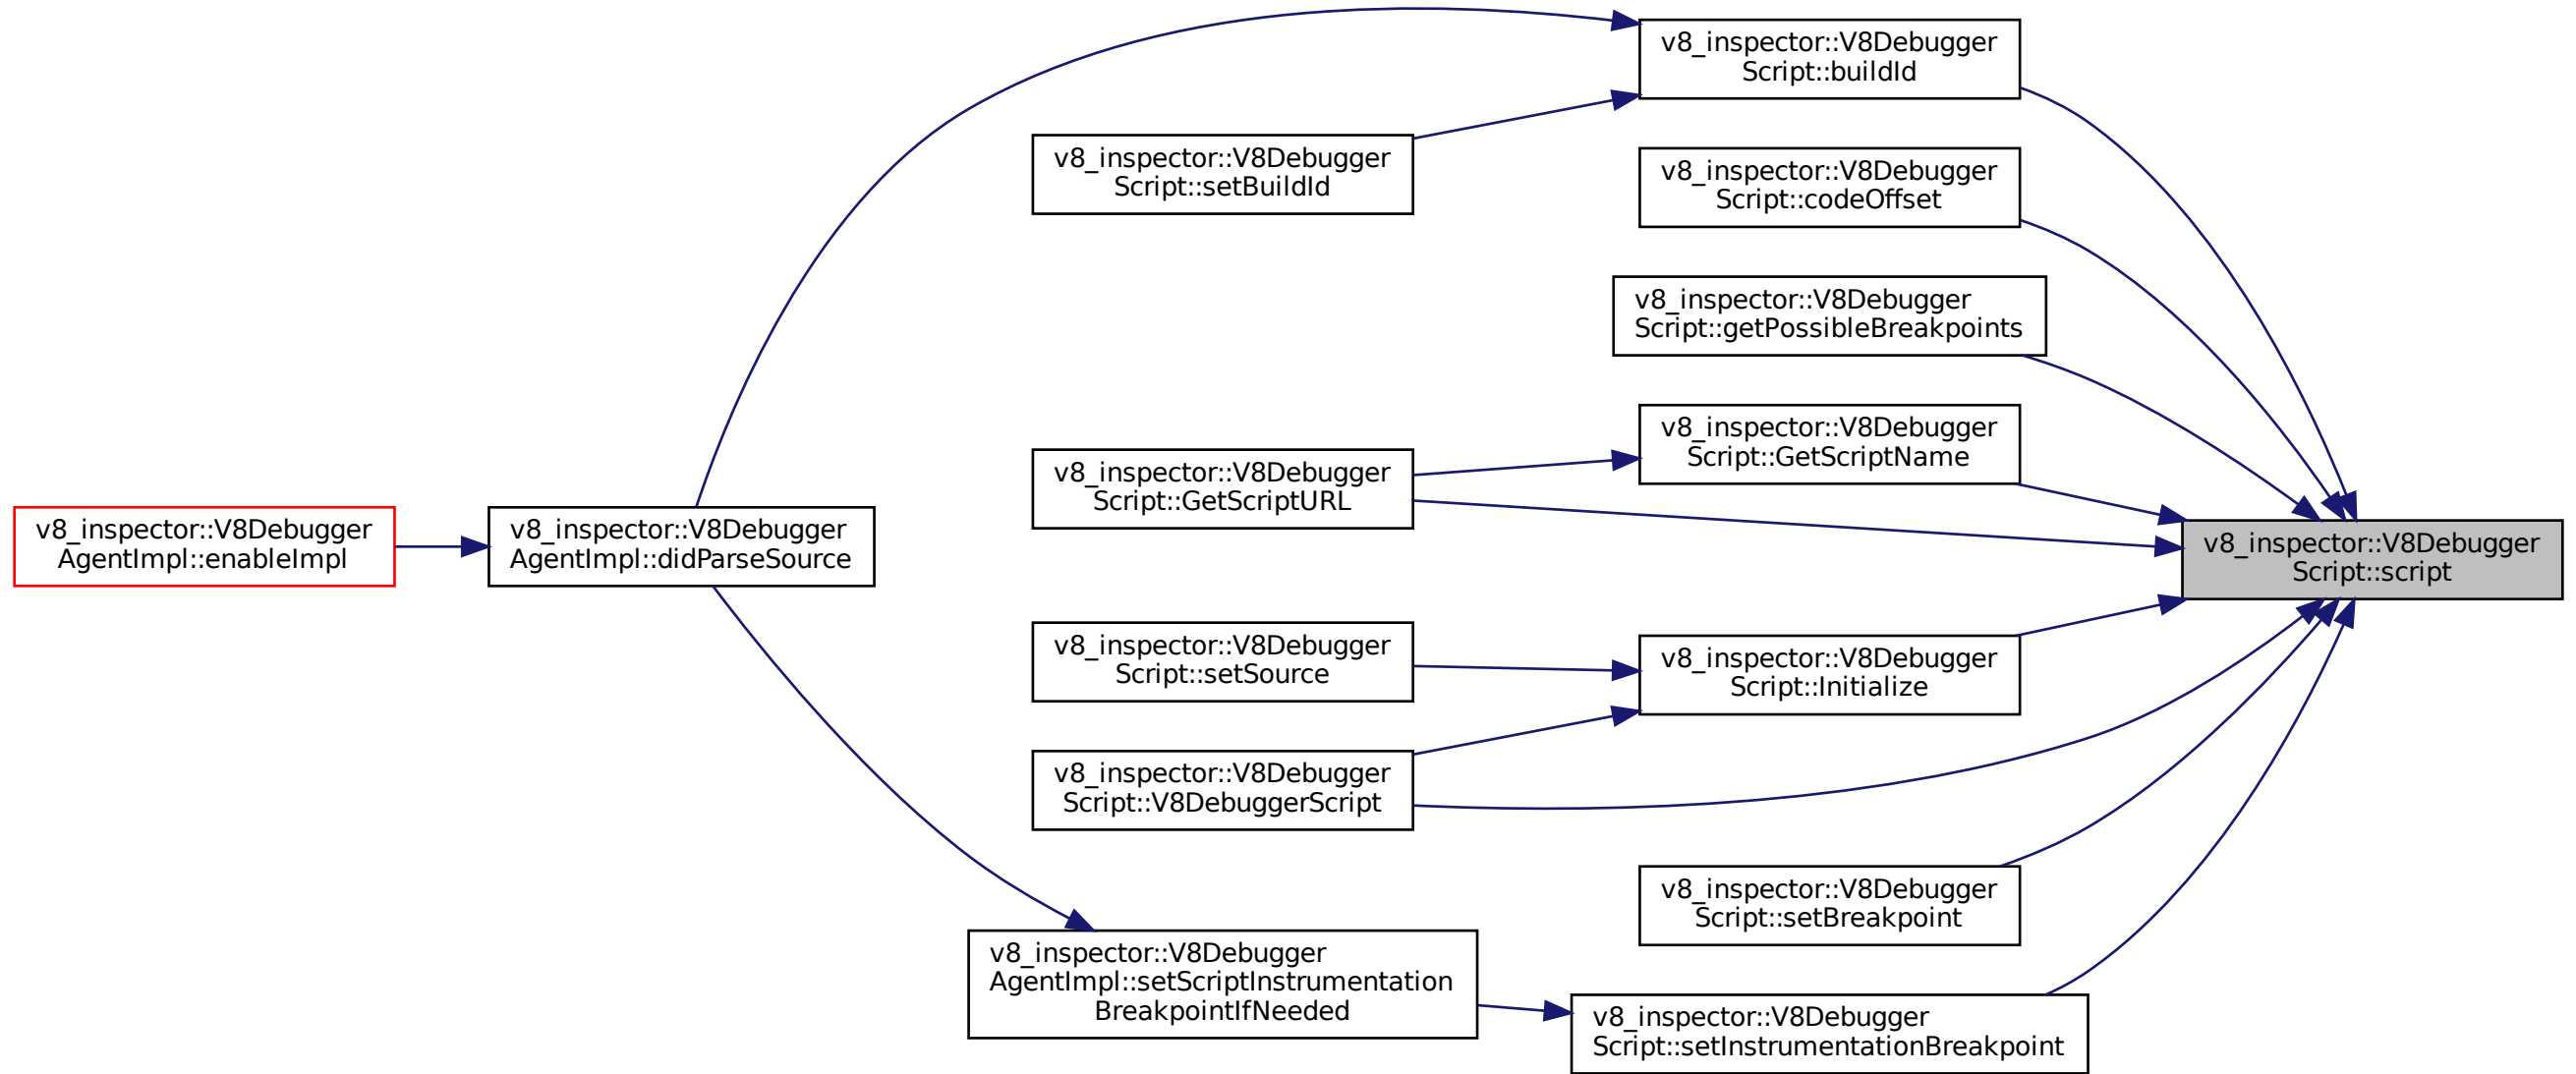 v8_inspector::V8Debugger
Script::buildId
v8_inspector::V8Debugger
Script::setBuildId
v8_inspector::V8Debugger
Script::codeOffset
v8_inspector::V8Debugger
Script::getPossibleBreakpoints
v8_inspector::V8Debugger
Script::GetScriptName
v8_inspector::V8Debugger
Script::GetScriptURL
v8_inspector::V8Debugger
AgentImpl::enableImpl
v8_inspector::V8Debugger
AgentImpl::didParseSource
v8_inspector::V8Debugger
Script::script
v8_inspector::V8Debugger
Script::setSource
v8_inspector::V8Debugger
Script::Initialize
v8_inspector::V8Debugger
Script::V8DebuggerScript
v8_inspector::V8Debugger
Script::setBreakpoint
v8_inspector::V8Debugger
AgentImpl::setScriptInstrumentation
BreakpointIfNeeded
v8_inspector::V8Debugger
Script::setInstrumentationBreakpoint